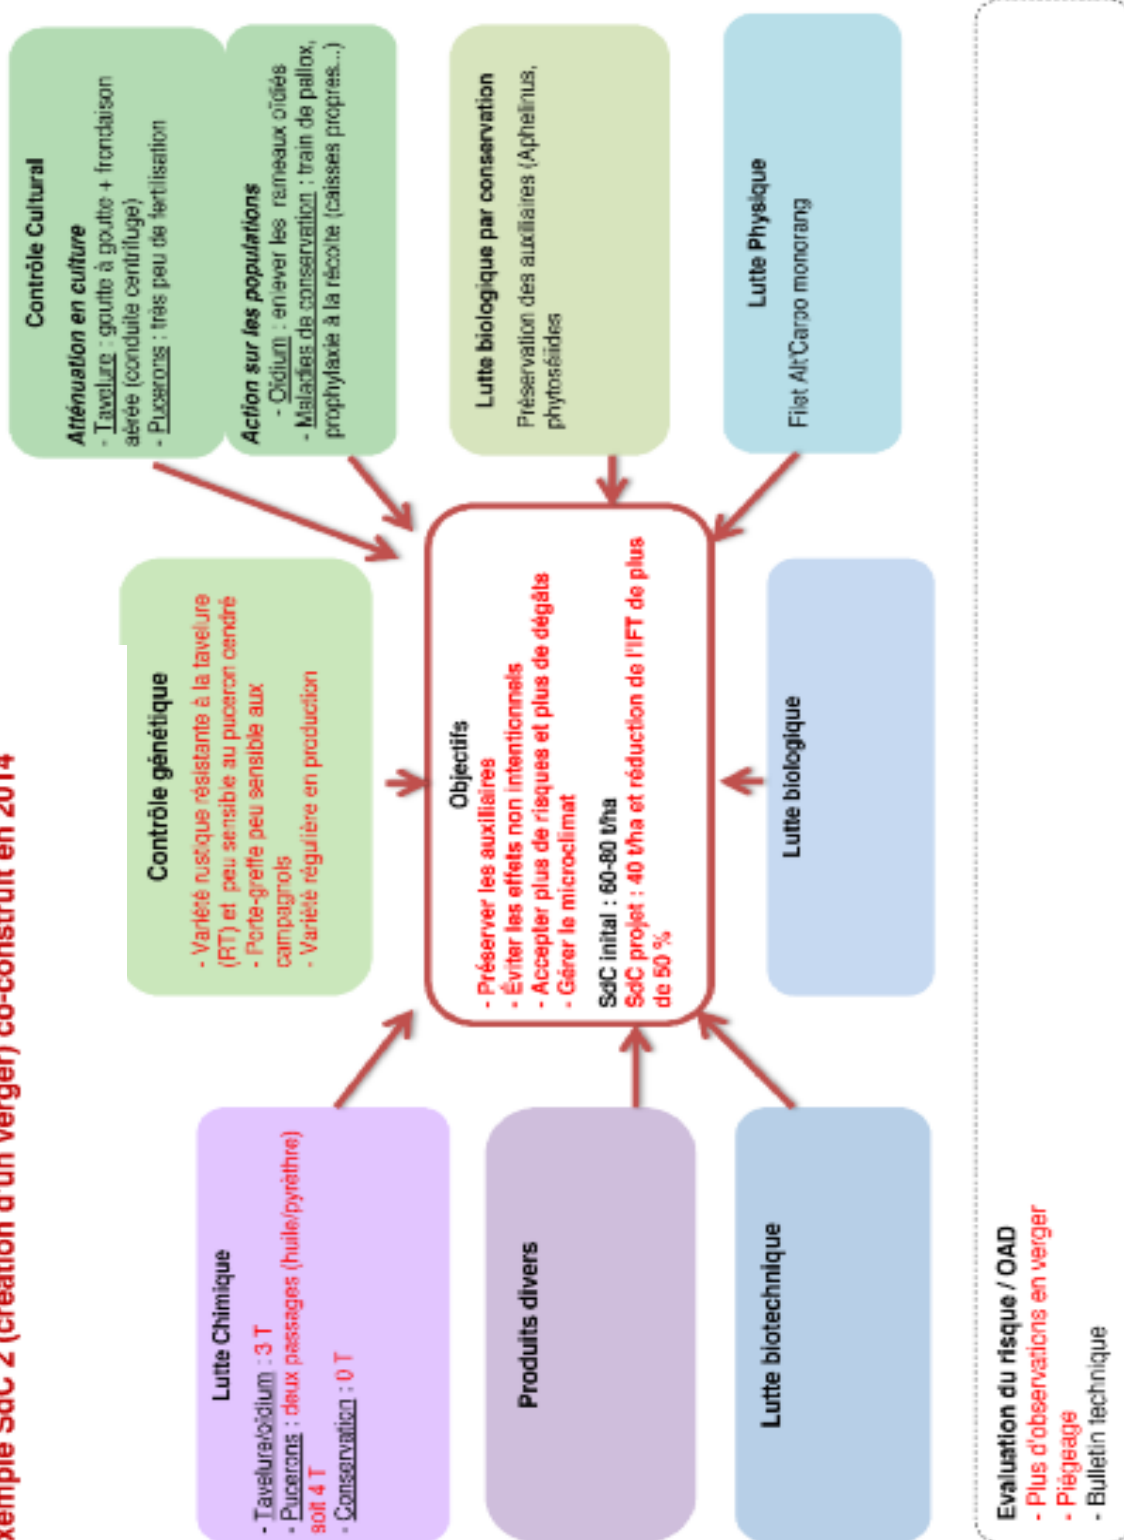 xemple SdC 2 (création d'un verger) co-construit en 2014
Lutte Chimique
- Tavelure/oïdium : 3 T
- Pucerons : deux passages (huile/pyrèthre)
soit 4 T
- Conservation : 0 T
Contrôle génétique
- Variété rustique résistante à la tavelure
(RT) et peu sensible au puceron cendré
- Porte-greffe peu sensible aux
campagnols
- Variété régulière en production
Contrôle Cultural
Atténuation en culture
- Tavelure : goutte à goutte + frondaison
aérée (conduite centrifuge)
- Pucerons : très peu de fertilisation
Action sur les populations
- Oïdium : enlever les rameaux oïdiés
- Maladies de conservation : train de pallox,
prophylaxie à la récolte (caisses propres...)
Produits divers
Objectifs
- Préserver les auxiliaires
- Éviter les effets non intentionnels
- Accepter plus de risques et plus de dégâts
- Gérer le microclimat
SdC inital : 60-80 t/ha
SdC projet : 40 t/ha et réduction de l'IFT de plus
de 50 %
Lutte biologique par conservation
Préservation des auxiliaires (Aphelinus,
phytoséiides
Lutte biotechnique
Lutte biologique
Lutte Physique
Filet Alt'Carpo monorang
Evaluation du risque / OAD
- Plus d'observations en verger
- Piégeage
- Bulletin technique